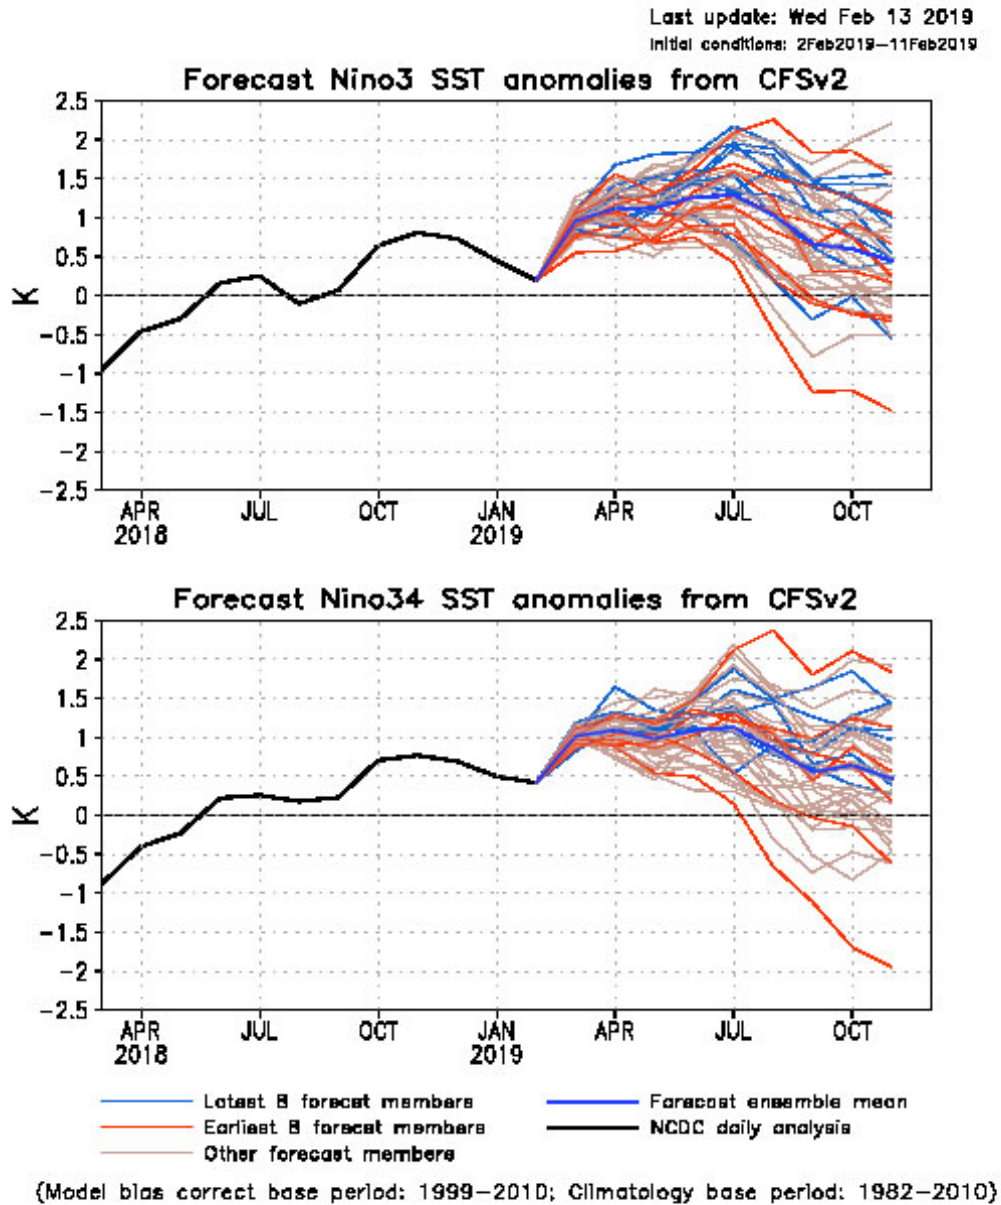 Last update: Wed Feb 13 2019
Initial conditions: 2Feb2019−11Feb2019
Forecast Nino3 SST anomalies from CFSv2
2.5
2
1.5
1
0.5
0
−0.5
−1
−1.5
−2
−2.5
K
APR JUL OCT JAN APR JUL OCT
2018 2019
Forecast Nino34 SST anomalies from CFSv2
2.5
2
1.5
1
0.5
0
−0.5
−1
−1.5
−2
−2.5
K
APR JUL OCT JAN APR JUL OCT
2018 2019
Latest 8 forecast members Forecast ensemble mean
Earliest 8 forecast members NCDC daily analysis
Other forecast members
(Model bias correct base period: 1999−2010; Climatology base period: 1982−2010)